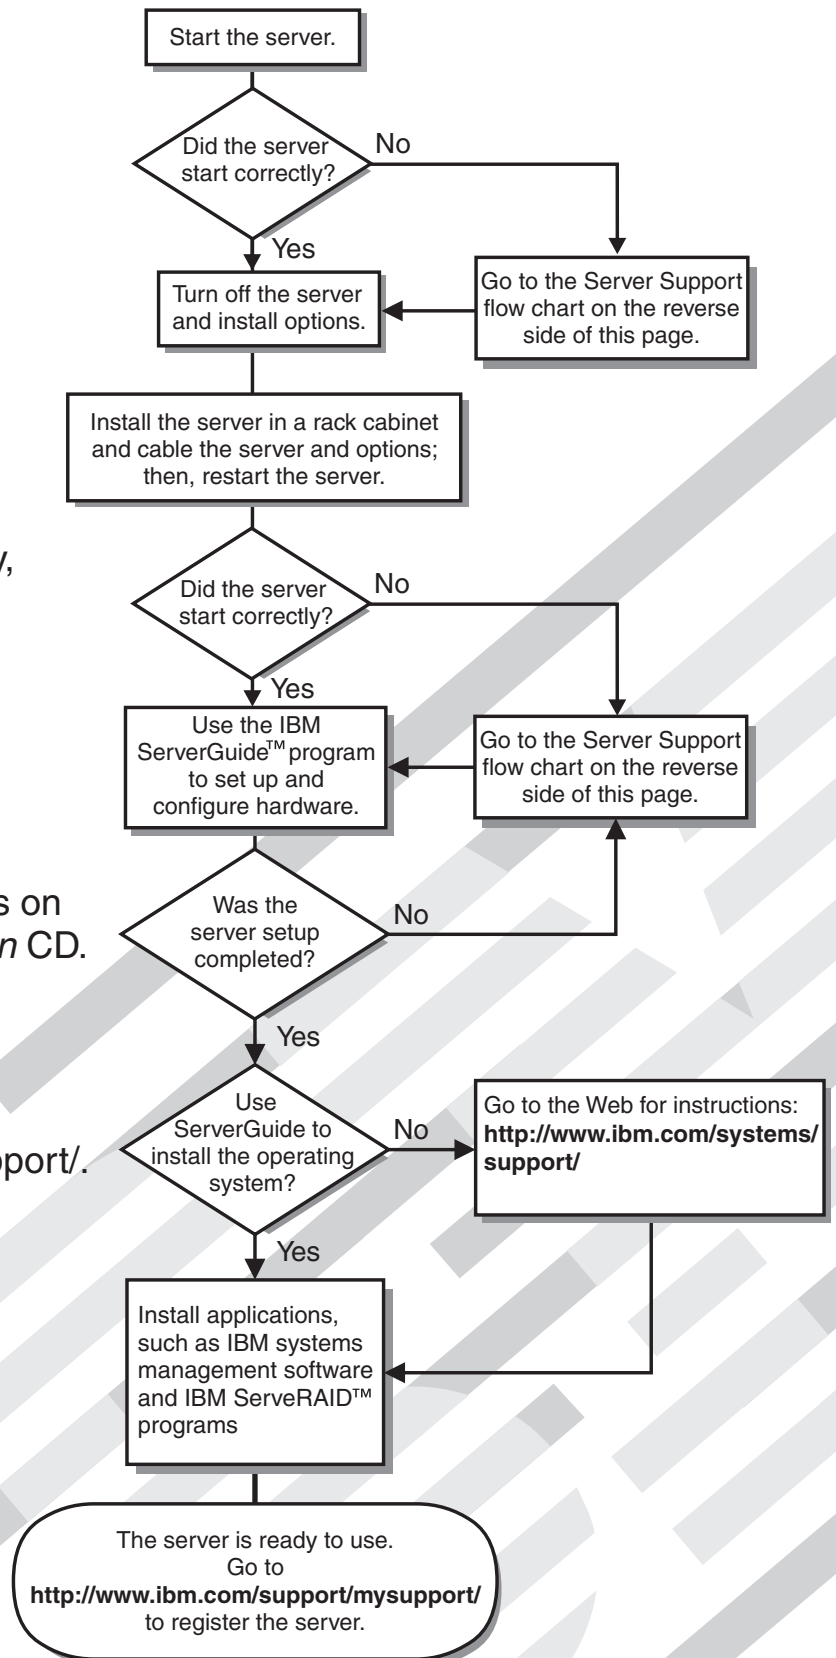 Start the server.
Did the server
start correctly?
No
Yes
Turn off the server
and install options.
Go to the Server Support
flow chart on the reverse
side of this page.
Install the server in a rack cabinet
and cable the server and options;
then, restart the server.
Did the server
start correctly?
No
Yes
Use the IBM
ServerGuide™ program
to set up and
configure hardware.
Go to the Server Support
flow chart on the reverse
side of this page.
s on
n CD.
Was the
server setup
completed?
No
Yes
Use
ServerGuide to
install the operating
system?
No
Go to the Web for instructions:
http://www.ibm.com/systems/
support/
port/.
Yes
Install applications,
such as IBM systems
management software
and IBM ServeRAID™
programs
The server is ready to use.
Go to
http://www.ibm.com/support/mysupport/
to register the server.